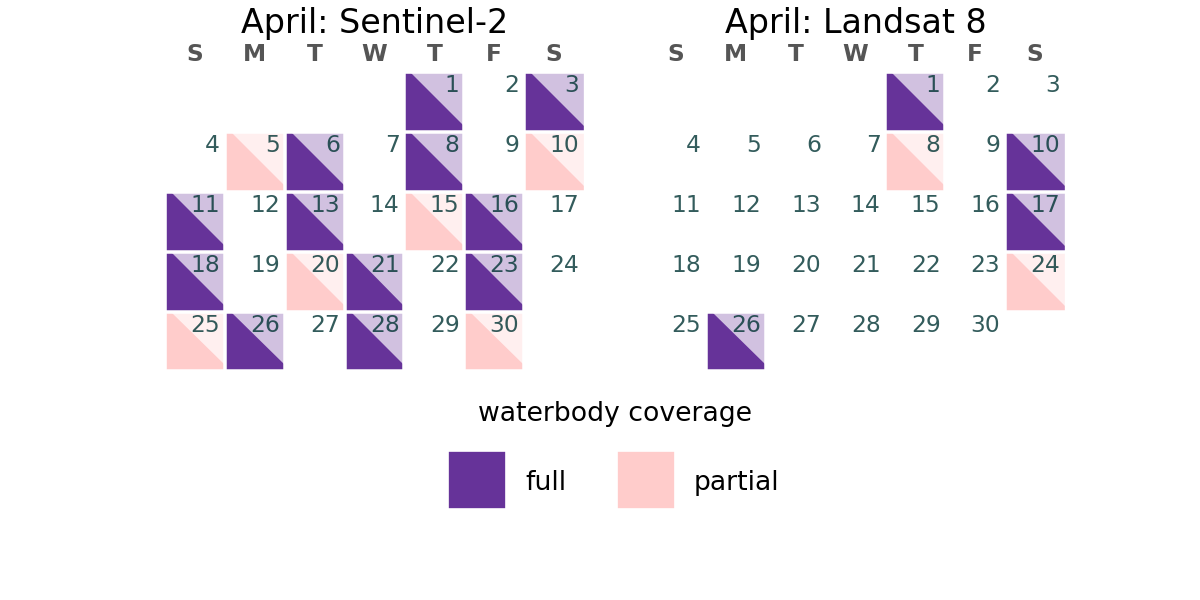 April: Sentinel-2
S M T W T F S
1 2 3
4 5 6 7 8 9 10
11 12 13 14 15 16 17
18 19 20 21 22 23 24
25 26 27 28 29 30
April: Landsat 8
S M T W T F S
1 2 3
4 5 6 7 8 9 10
11 12 13 14 15 16 17
18 19 20 21 22 23 24
25 26 27 28 29 30
waterbody coverage
full
partial